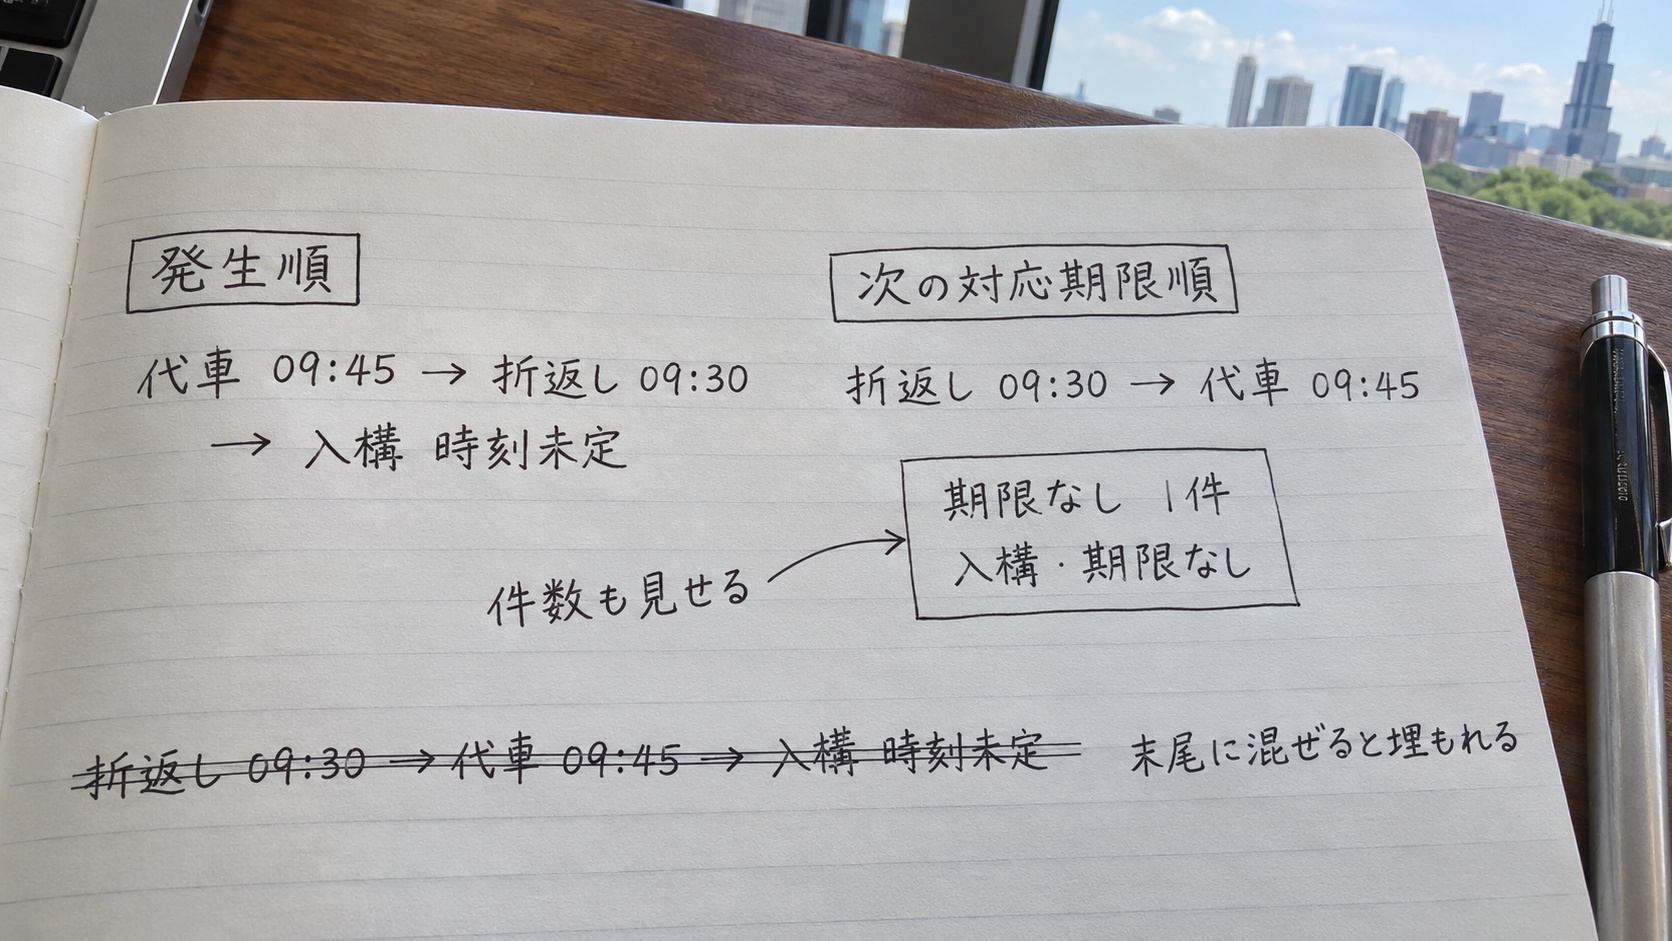 発生順
代車 09:45 → 折返し 09:30
→ 入構 時刻未定
次の対応期限順
折返し 09:30 → 代車 09:45
期限なし 1件
入構・期限なし
件数も見せる
折返し 09:30 → 代車 09:45 → 入構 時刻未定
末尾に混ぜると埋もれる